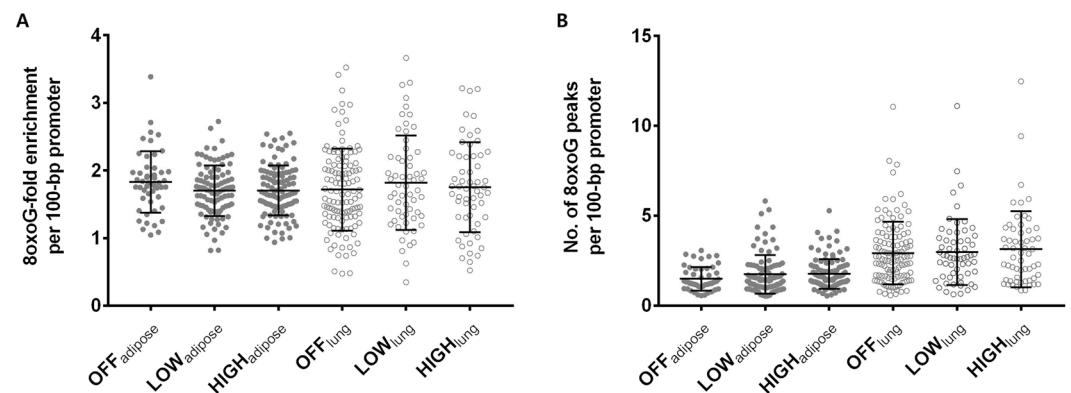 A
8oxoG-fold enrichment
per 100-bp promoter
4
3
2
1
0
OFFadipose
LOWadipose
HIGHadipose
OFFlung
LOWlung
HIGHlung
B
No. of 8oxoG peaks
per 100-bp promoter
15
10
5
0
OFFadipose
LOWadipose
HIGHadipose
OFFlung
LOWlung
HIGHlung